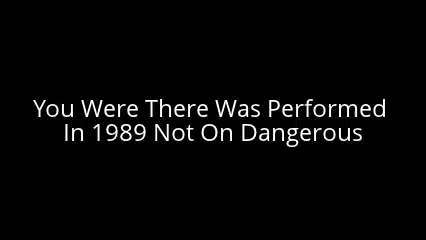 You Were There Was Performed
In 1989 Not On Dangerous